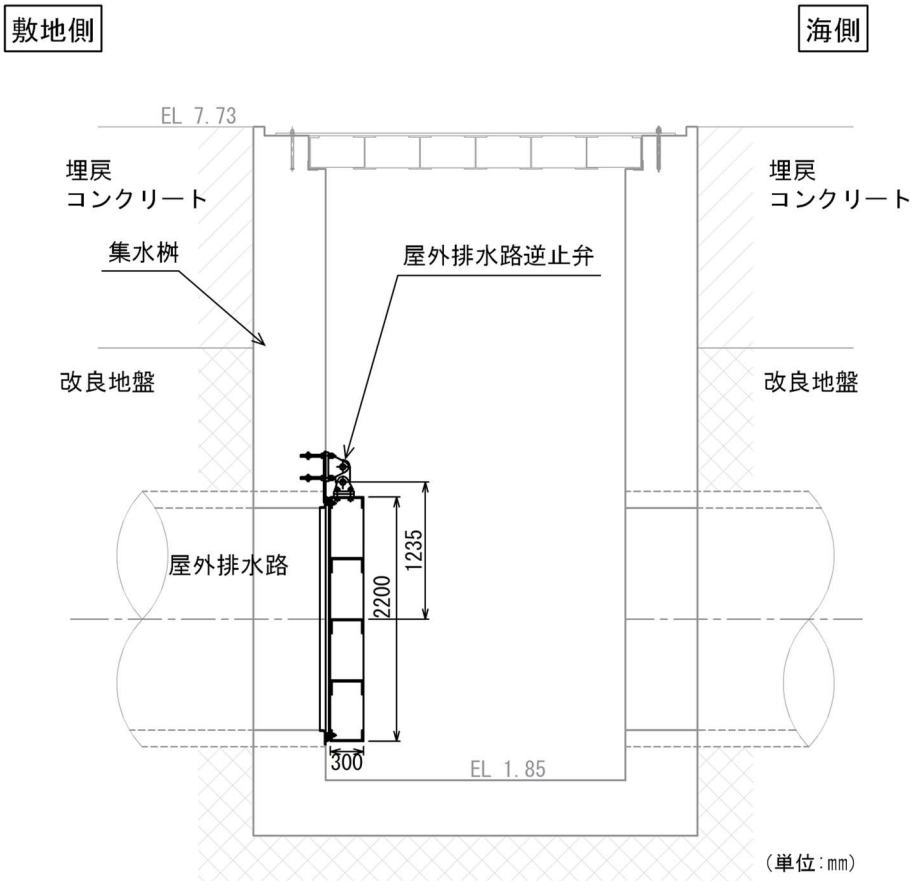 敷地側
海側
EL 7.73
埋戻
コンクリート
埋戻
コンクリート
集水桝
屋外排水路逆止弁
改良地盤
改良地盤
屋外排水路
1235
2200
300
EL 1.85
(単位:mm)